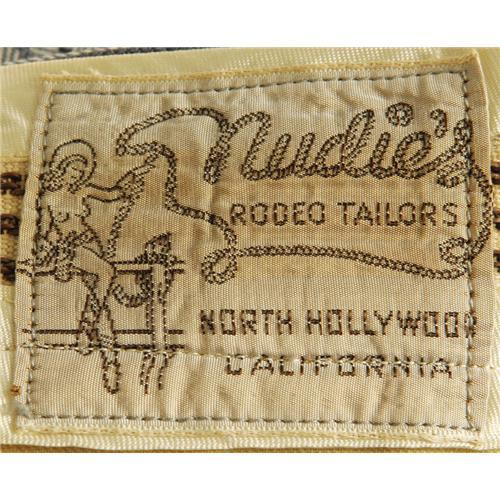 Nudie's
RODEO TAILORS
NORTH HOLLYWOOD
CALIFORNIA